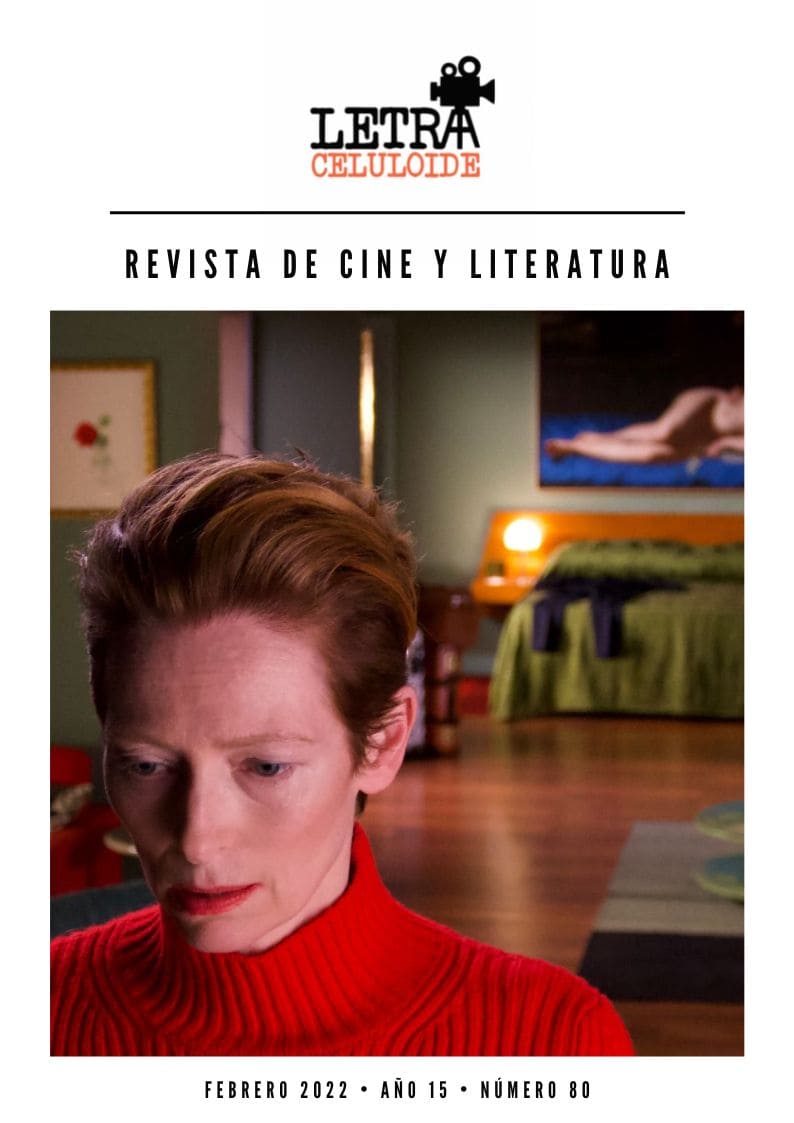 LETRA
CELULOIDE
REVISTA DE CINE Y LITERATURA
FEBRERO 2022 • AÑO 15 • NÚMERO 80